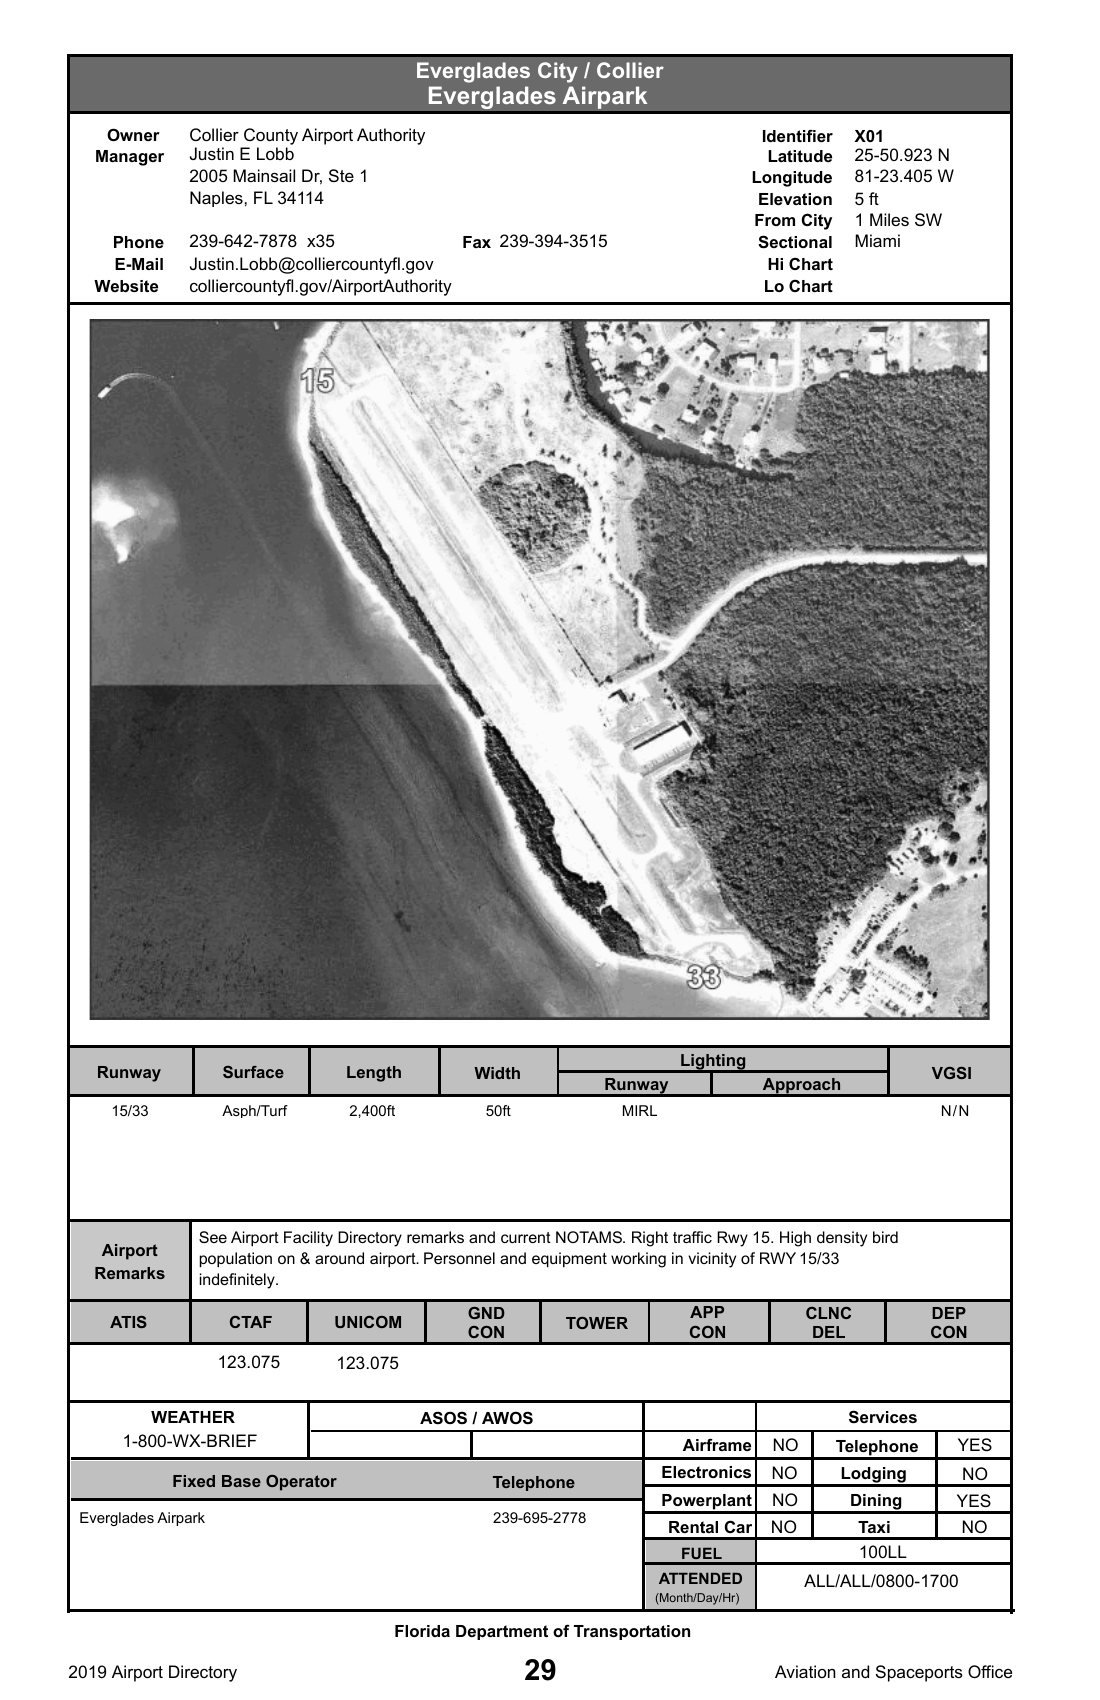 Everglades City / Collier
Everglades Airpark
Owner Collier County Airport Authority
Manager Justin E Lobb
2005 Mainsail Dr, Ste 1
Naples, FL 34114
Phone 239-642-7878 x35 Fax 239-394-3515
E-Mail Justin.Lobb@colliercountyfl.gov
Website colliercountyfl.gov/AirportAuthority
Identifier X01
Latitude 25-50.923 N
Longitude 81-23.405 W
Elevation 5 ft
From City 1 Miles SW
Sectional Miami
Hi Chart
Lo Chart
15
33
Runway Surface Length Width Lighting VGSI
Runway Approach
15/33 Asph/Turf 2,400ft 50ft MIRL N/N
Airport Remarks
See Airport Facility Directory remarks and current NOTAMS. Right traffic Rwy 15. High density bird
population on & around airport. Personnel and equipment working in vicinity of RWY 15/33
indefinitely.
ATIS CTAF UNICOM GND CON TOWER APP CON CLNC DEL DEP CON
123.075 123.075
WEATHER ASOS / AWOS
1-800-WX-BRIEF
Fixed Base Operator Telephone
Everglades Airpark 239-695-2778
Services
Airframe NO Telephone YES
Electronics NO Lodging NO
Powerplant NO Dining YES
Rental Car NO Taxi NO
FUEL 100LL
ATTENDED ALL/ALL/0800-1700
(Month/Day/Hr)
Florida Department of Transportation
2019 Airport Directory 29 Aviation and Spaceports Office